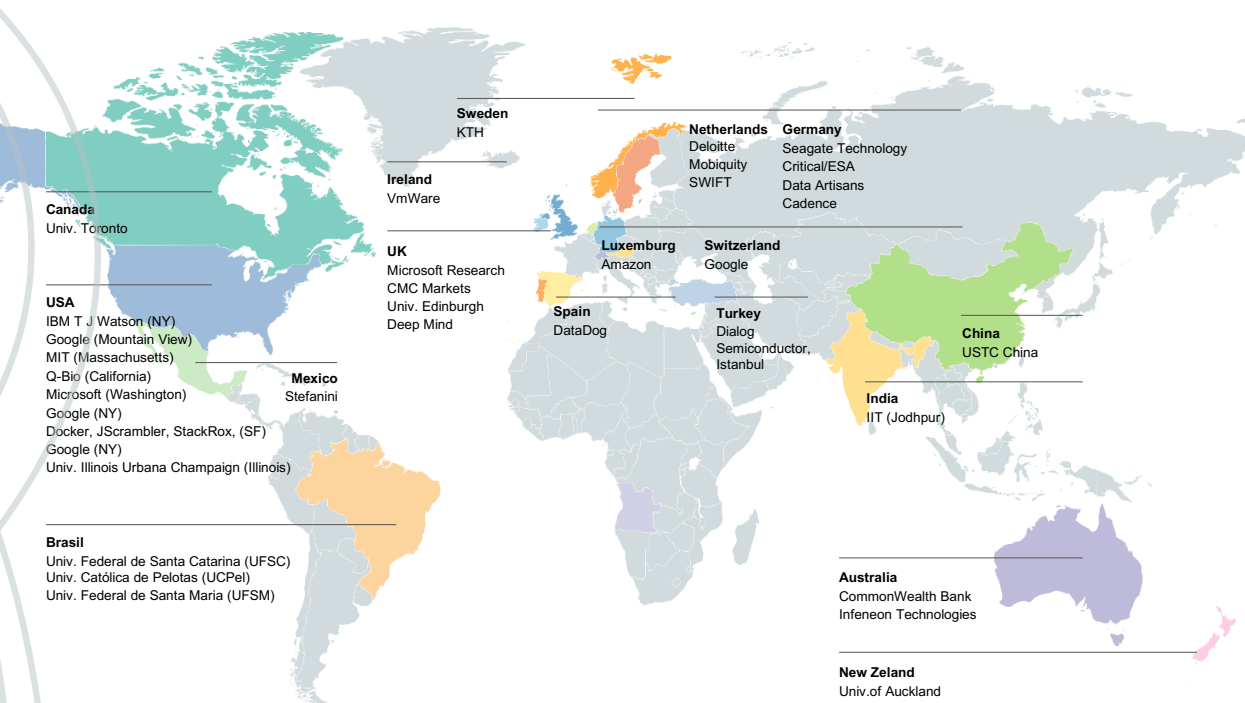 Sweden
KTH
Netherlands
Deloitte
Mobiquity
SWIFT
Germany
Seagate Technology
Critical/ESA
Data Artisans
Cadence
Ireland
VmWare
Canada
Univ. Toronto
UK
Microsoft Research
CMC Markets
Univ. Edinburgh
Deep Mind
Luxemburg
Amazon
Switzerland
Google
USA
IBM T J Watson (NY)
Google (Mountain View)
MIT (Massachusetts)
Q-Bio (California)
Microsoft (Washington)
Google (NY)
Docker, JScrambler, StackRox, (SF)
Google (NY)
Univ. Illinois Urbana Champaign (Illinois)
Spain
DataDog
Turkey
Dialog
Semiconductor,
Istanbul
China
USTC China
Mexico
Stefanini
India
IIT (Jodhpur)
Brasil
Univ. Federal de Santa Catarina (UFSC)
Univ. Católica de Pelotas (UCPel)
Univ. Federal de Santa Maria (UFSM)
Australia
CommonWealth Bank
Infeneon Technologies
New Zeland
Univ.of Auckland